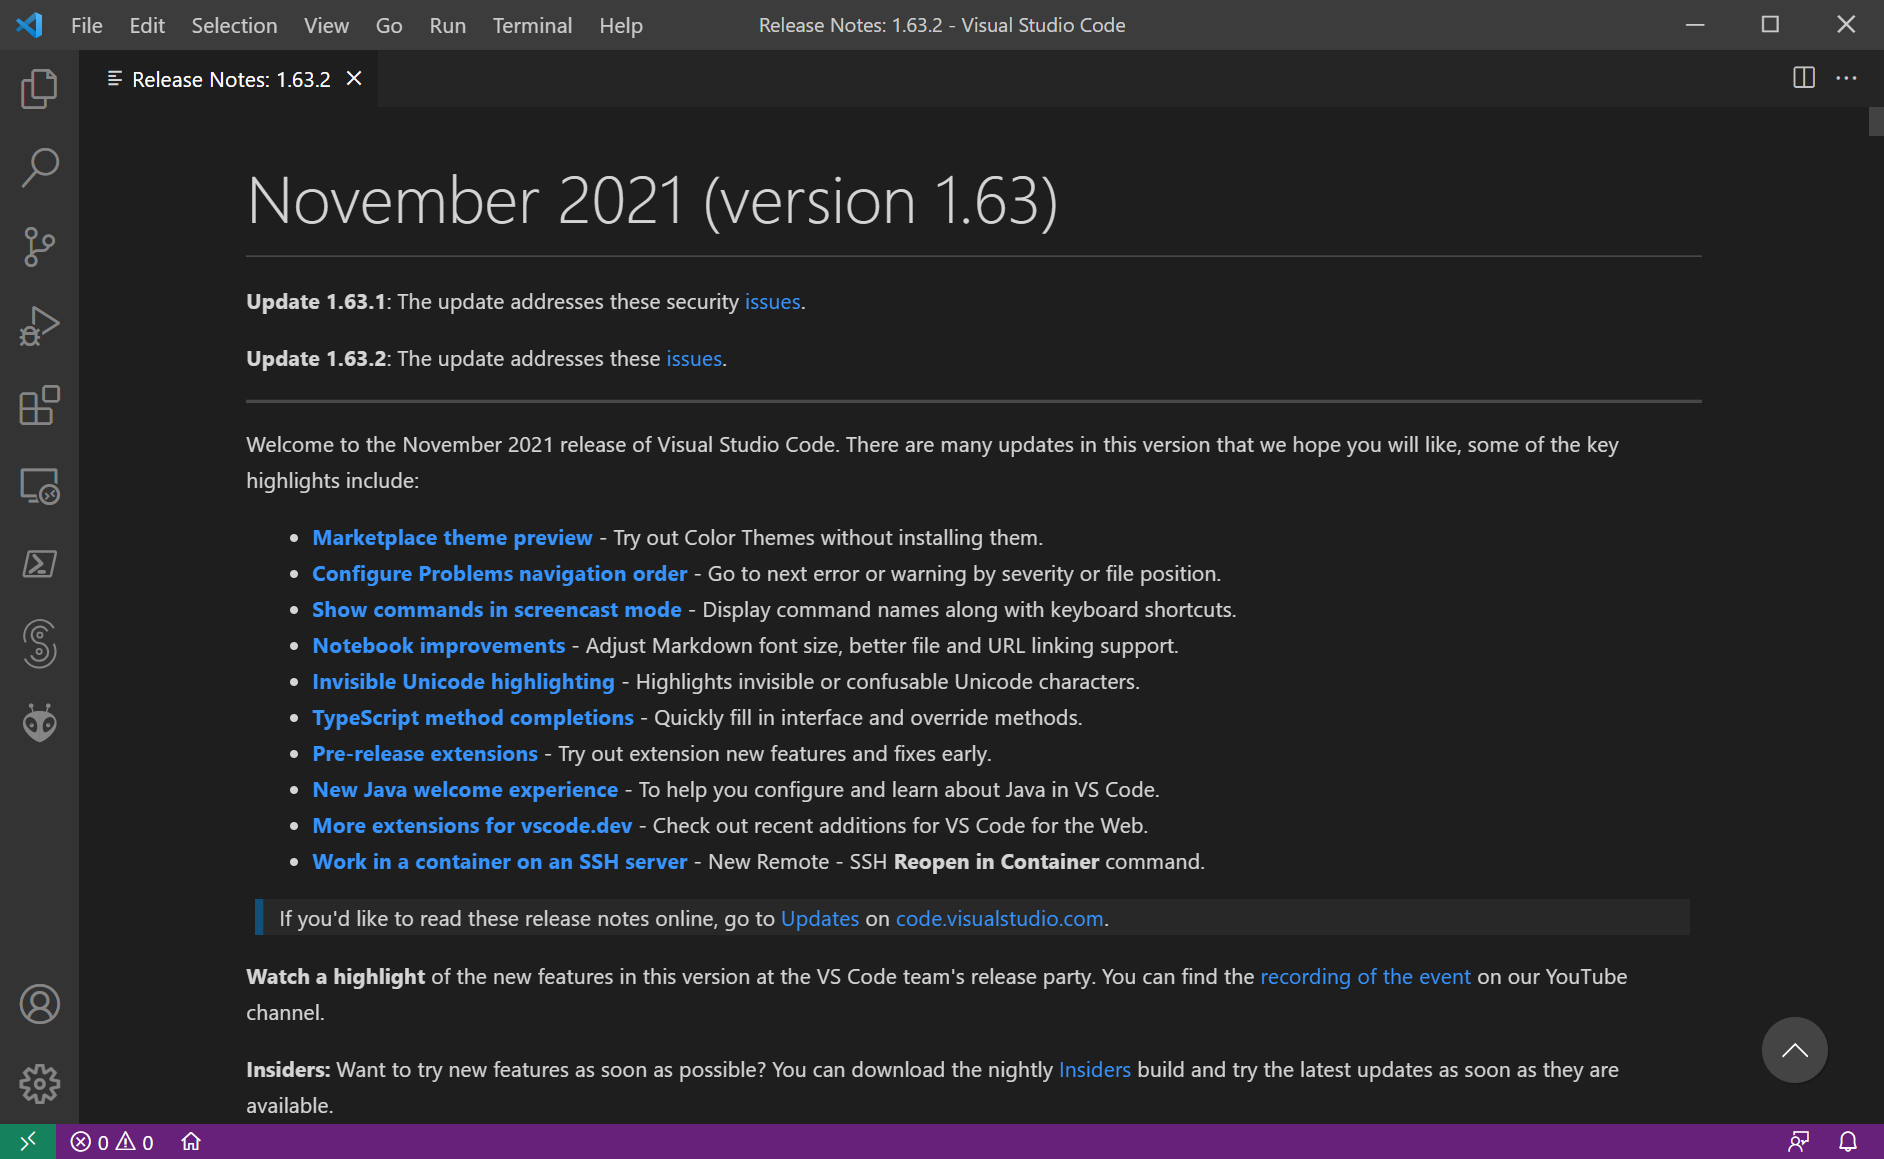 File Edit Selection View Go Run Terminal Help
Release Notes: 1.63.2 - Visual Studio Code
Release Notes: 1.63.2
November 2021 (version 1.63)
Update 1.63.1: The update addresses these security issues.
Update 1.63.2: The update addresses these issues.
Welcome to the November 2021 release of Visual Studio Code. There are many updates in this version that we hope you will like, some of the key
highlights include:
• Marketplace theme preview - Try out Color Themes without installing them.
• Configure Problems navigation order - Go to next error or warning by severity or file position.
• Show commands in screencast mode - Display command names along with keyboard shortcuts.
• Notebook improvements - Adjust Markdown font size, better file and URL linking support.
• Invisible Unicode highlighting - Highlights invisible or confusable Unicode characters.
• TypeScript method completions - Quickly fill in interface and override methods.
• Pre-release extensions - Try out extension new features and fixes early.
• New Java welcome experience - To help you configure and learn about Java in VS Code.
• More extensions for vscode.dev - Check out recent additions for VS Code for the Web.
• Work in a container on an SSH server - New Remote - SSH Reopen in Container command.
If you'd like to read these release notes online, go to Updates on code.visualstudio.com.
Watch a highlight of the new features in this version at the VS Code team's release party. You can find the recording of the event on our YouTube
channel.
Insiders: Want to try new features as soon as possible? You can download the nightly Insiders build and try the latest updates as soon as they are
available.
0 0